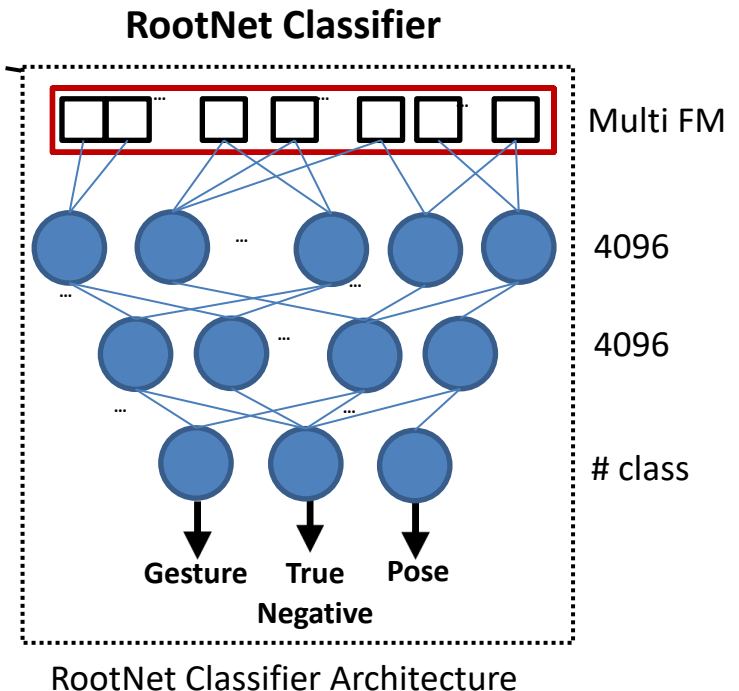 RootNet Classifier
... ... ...
Multi FM
...
4096
... ...
...
4096
... ...
# class
Gesture True Pose
Negative
RootNet Classifier Architecture